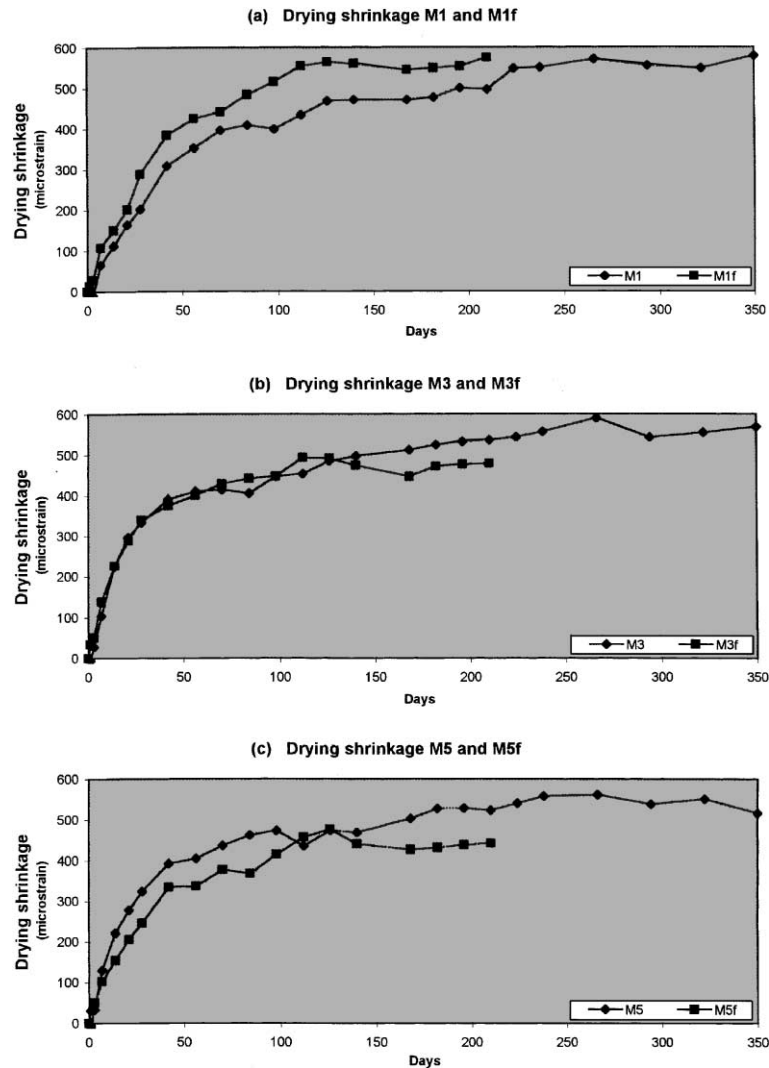 (a) Drying shrinkage M1 and M1f
Drying shrinkage
(microstrain)
600
500
400
300
200
100
0
0 50 100 150 200 250 300 350
Days
M1 M1f
(b) Drying shrinkage M3 and M3f
Drying shrinkage
(microstrain)
600
500
400
300
200
100
0
0 50 100 150 200 250 300 350
Days
M3 M3f
(c) Drying shrinkage M5 and M5f
Drying shrinkage
(microstrain)
600
500
400
300
200
100
0
0 50 100 150 200 250 300 350
Days
M5 M5f